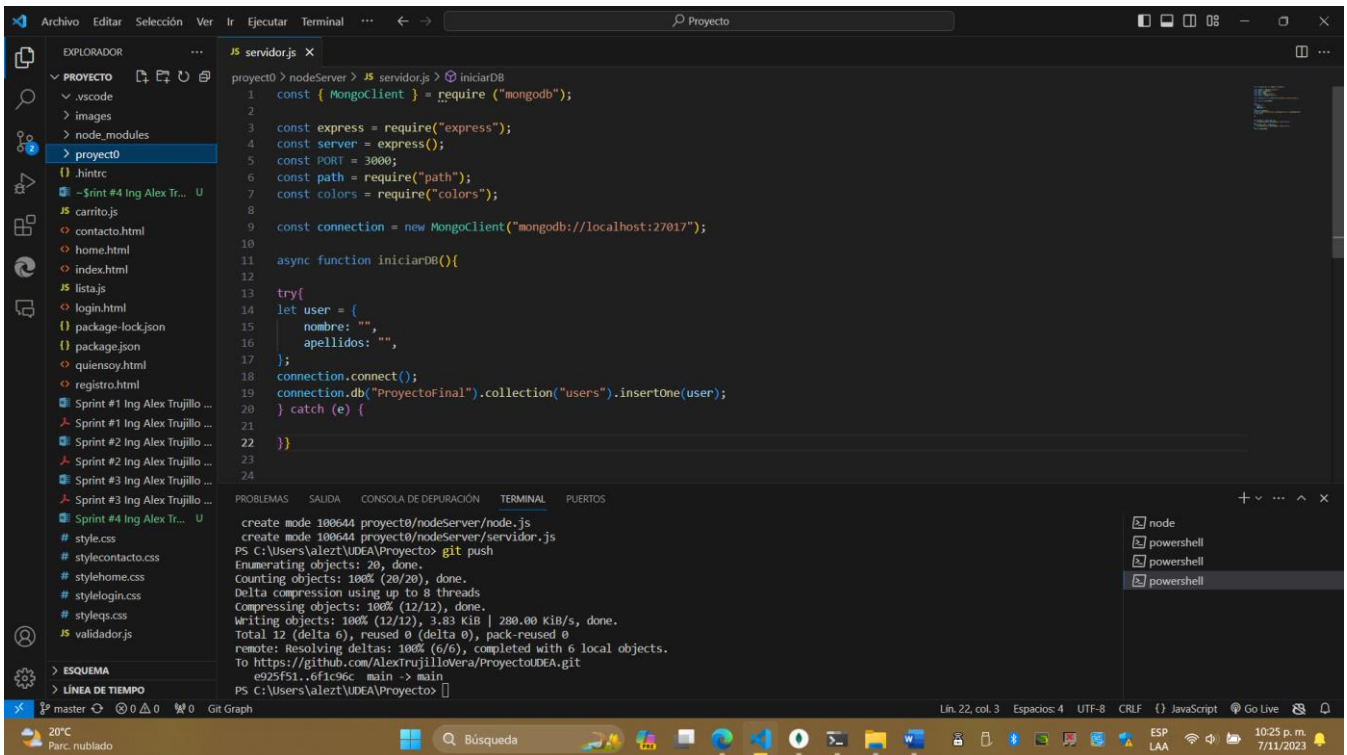 Archivo Editar Selección Ver Ir Ejecutar Terminal ··· Proyecto
EXPLORADOR ···
PROYECTO
.vscode
images
node_modules
proyect0
{} .hintrc
~$rint #4 Ing Alex Tr... U
JS carrito.js
<> contacto.html
<> home.html
<> index.html
JS lista.js
<> login.html
{} package-lock.json
{} package.json
<> quiensoy.html
<> registro.html
Sprint #1 Ing Alex Trujillo ...
Sprint #1 Ing Alex Trujillo ...
Sprint #2 Ing Alex Trujillo ...
Sprint #2 Ing Alex Trujillo ...
Sprint #3 Ing Alex Trujillo ...
Sprint #3 Ing Alex Trujillo ...
Sprint #4 Ing Alex Tr... U
# style.css
# stylecontacto.css
# stylehome.css
# stylelogin.css
# styleqs.css
JS validador.js
> ESQUEMA
> LÍNEA DE TIEMPO
2
JS servidor.js
proyect0 > nodeServer > JS servidor.js > iniciarDB
1 const { MongoClient } = require ("mongodb");
2
3 const express = require("express");
4 const server = express();
5 const PORT = 3000;
6 const path = require("path");
7 const colors = require("colors");
8
9 const connection = new MongoClient("mongodb://localhost:27017");
10
11 async function iniciarDB(){
12
13 try{
14 let user = {
15 nombre: "",
16 apellidos: "",
17 };
18 connection.connect();
19 connection.db("ProyectoFinal").collection("users").insertOne(user);
20 } catch (e) {
21
22 }}
23
24
PROBLEMAS SALIDA CONSOLA DE DEPURACIÓN TERMINAL PUERTOS
create mode 100644 proyect0/nodeServer/node.js
create mode 100644 proyect0/nodeServer/servidor.js
PS C:\Users\alezt\UDEA\Proyecto> git push
Enumerating objects: 20, done.
Counting objects: 100% (20/20), done.
Delta compression using up to 8 threads
Compressing objects: 100% (12/12), done.
Writing objects: 100% (12/12), 3.83 KiB | 280.00 KiB/s, done.
Total 12 (delta 6), reused 0 (delta 0), pack-reused 0
remote: Resolving deltas: 100% (6/6), completed with 6 local objects.
To https://github.com/AlexTrujilloVera/ProyectoUDEA.git
e925f51..6f1c96c main -> main
PS C:\Users\alezt\UDEA\Proyecto>
node
powershell
powershell
powershell
master 0 0 0 Git Graph Lín. 22, col. 3 Espacios: 4 UTF-8 CRLF {} JavaScript Go Live
20°C
Parc. nublado
Búsqueda
ESP
LAA
10:25 p. m.
7/11/2023